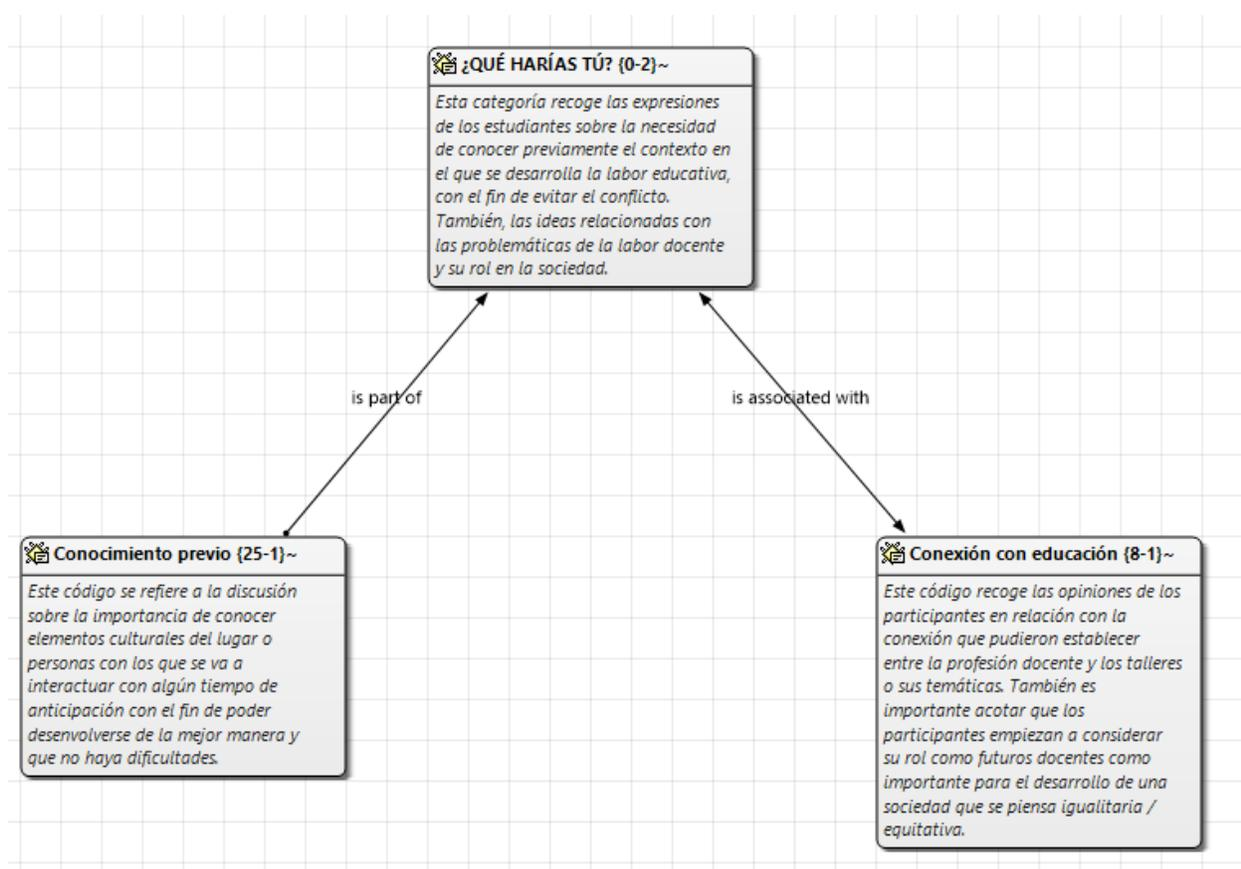 ¿QUÉ HARÍAS TÚ? {0-2}~
Esta categoría recoge las expresiones
de los estudiantes sobre la necesidad
de conocer previamente el contexto en
el que se desarrolla la labor educativa,
con el fin de evitar el conflicto.
También, las ideas relacionadas con
las problemáticas de la labor docente
y su rol en la sociedad.
is part of
is associated with
Conocimiento previo {25-1}~
Este código se refiere a la discusión
sobre la importancia de conocer
elementos culturales del lugar o
personas con los que se va a
interactuar con algún tiempo de
anticipación con el fin de poder
desenvolverse de la mejor manera y
que no haya dificultades.
Conexión con educación {8-1}~
Este código recoge las opiniones de los
participantes en relación con la
conexión que pudieron establecer
entre la profesión docente y los talleres
o sus temáticas. También es
importante acotar que los
participantes empiezan a considerar
su rol como futuros docentes como
importante para el desarrollo de una
sociedad que se piensa igualitaria /
equitativa.